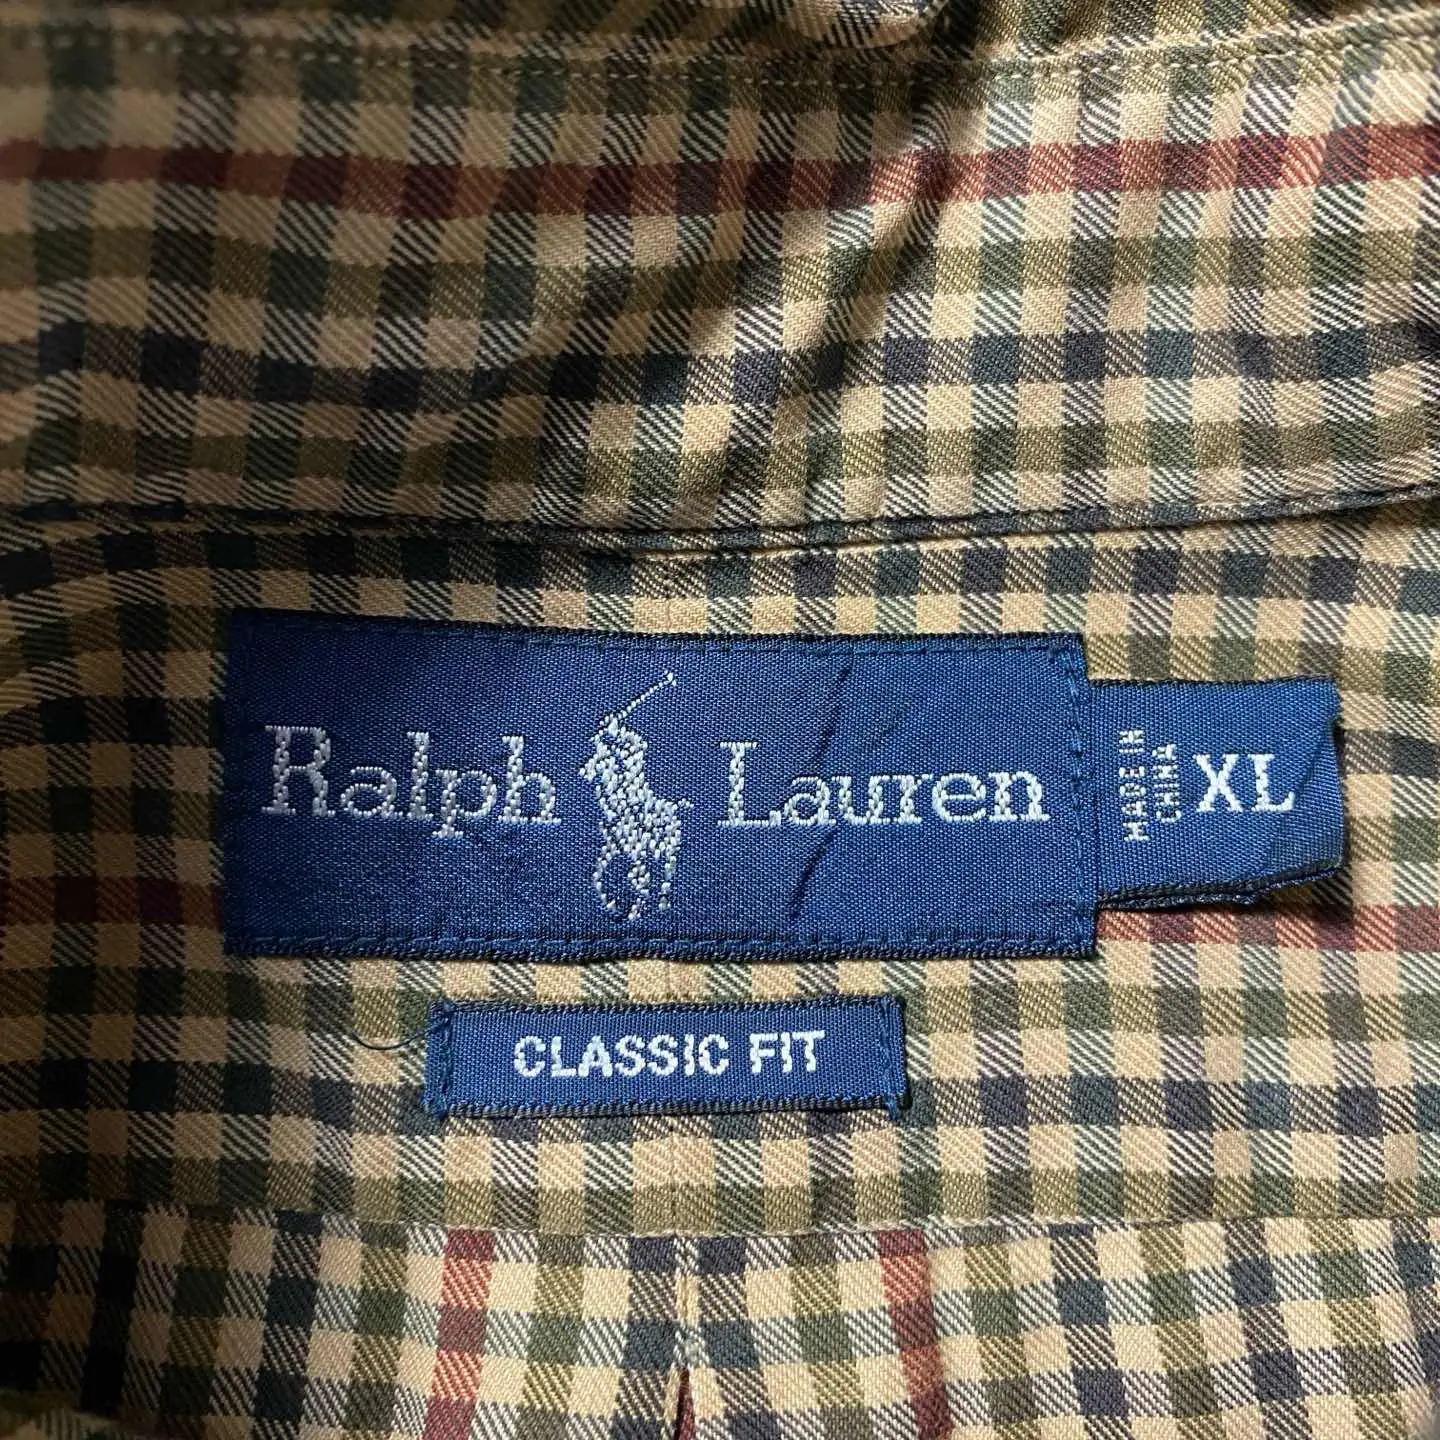 Ralph Lauren
MADE IN
CHINA
XL
CLASSIC FIT